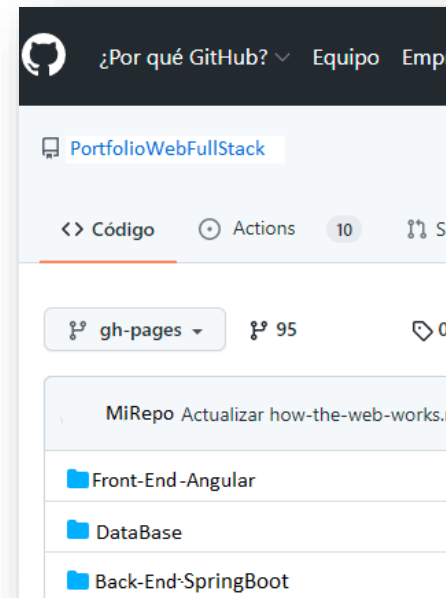 ¿Por qué GitHub? Equipo
PortfolioWebFullStack
<> Código Actions 10
gh-pages 95 0
MiRepo Actualizar how-the-web-works.
Front-End-Angular
DataBase
Back-End-SpringBoot